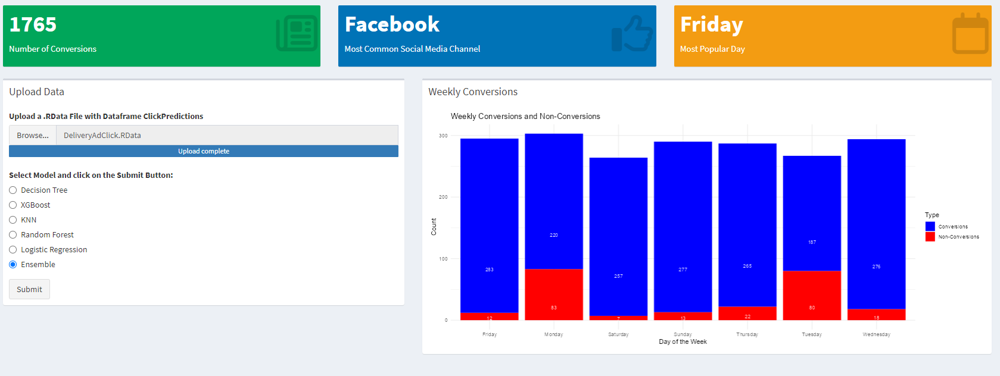 1765
Number of Conversions
Facebook
Most Common Social Media Channel
Friday
Most Popular Day
Upload Data
Upload a .RData File with Dataframe ClickPredictions
Browse... DeliveryAdClick.RData
Upload complete
Select Model and click on the Submit Button:
Decision Tree
XGBoost
KNN
Random Forest
Logistic Regression
Ensemble
Submit
Weekly Conversions
Weekly Conversions and Non-Conversions
Count
300
200
100
0
283
220
257
277
265
187
276
12
83
7
13
22
80
18
Friday Monday Saturday Sunday Thursday Tuesday Wednesday
Day of the Week
Type
Conversions
Non-Conversions